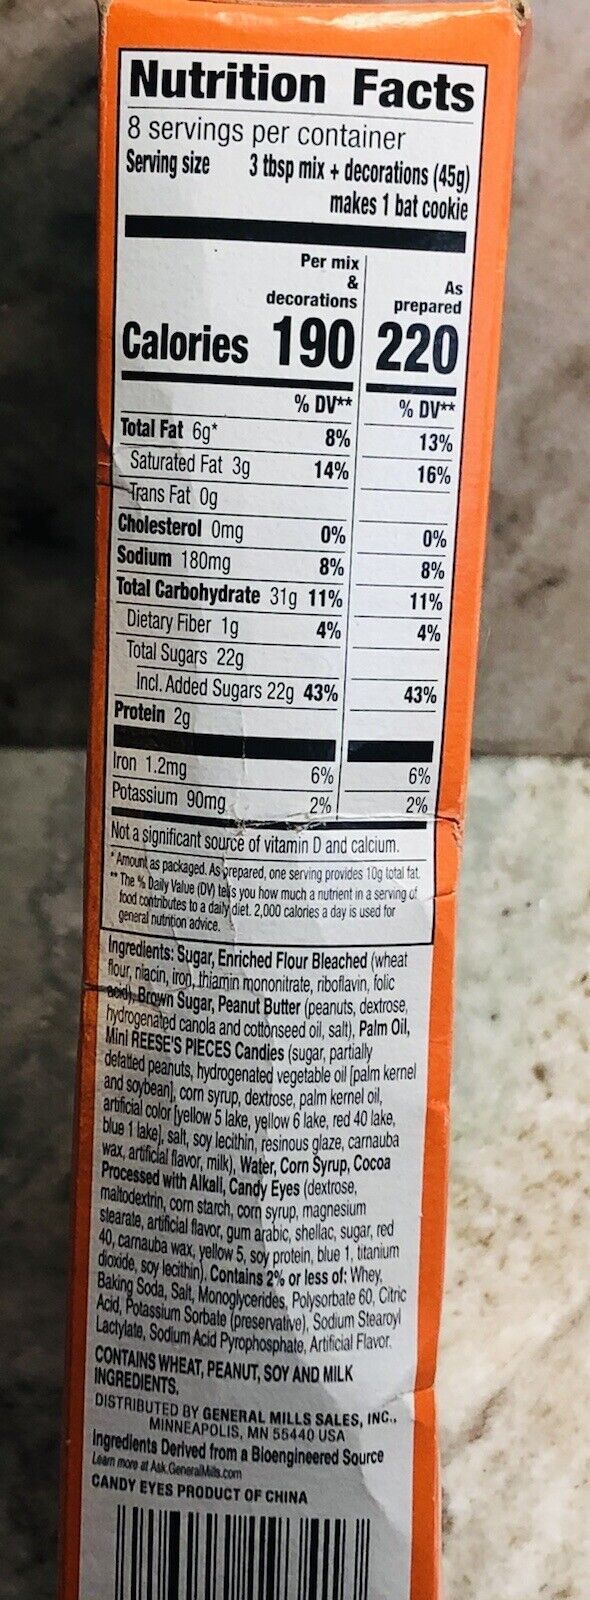 Nutrition Facts
8 servings per container
Serving size 3 tbsp mix + decorations (45g)
makes 1 bat cookie
Per mix
&
decorations
As
prepared
Calories 190 220
% DV** % DV**
Total Fat 6g* 8% 13%
Saturated Fat 3g 14% 16%
Trans Fat 0g
Cholesterol 0mg 0% 0%
Sodium 180mg 8% 8%
Total Carbohydrate 31g 11% 11%
Dietary Fiber 1g 4% 4%
Total Sugars 22g
Incl. Added Sugars 22g 43% 43%
Protein 2g
Iron 1.2mg 6% 6%
Potassium 90mg 2% 2%
Not a significant source of vitamin D and calcium.
* Amount as packaged. As prepared, one serving provides 10g total fat.
** The % Daily Value (DV) tells you how much a nutrient in a serving of
food contributes to a daily diet. 2,000 calories a day is used for
general nutrition advice.
Ingredients: Sugar, Enriched Flour Bleached (wheat
flour, niacin, iron, thiamin mononitrate, riboflavin, folic
acid), Brown Sugar, Peanut Butter (peanuts, dextrose,
hydrogenated canola and cottonseed oil, salt), Palm Oil,
Mini REESE'S PIECES Candies (sugar, partially
defatted peanuts, hydrogenated vegetable oil [palm kernel
and soybean], corn syrup, dextrose, palm kernel oil,
artificial color [yellow 5 lake, yellow 6 lake, red 40 lake,
blue 1 lake], salt, soy lecithin, resinous glaze, carnauba
wax, artificial flavor, milk), Water, Corn Syrup, Cocoa
Processed with Alkali, Candy Eyes (dextrose,
maltodextrin, corn starch, corn syrup, magnesium
stearate, artificial flavor, gum arabic, shellac, sugar, red
40, carnauba wax, yellow 5, soy protein, blue 1, titanium
dioxide, soy lecithin). Contains 2% or less of: Whey,
Baking Soda, Salt, Monoglycerides, Polysorbate 60, Citric
Acid, Potassium Sorbate (preservative), Sodium Stearoyl
Lactylate, Sodium Acid Pyrophosphate, Artificial Flavor.
CONTAINS WHEAT, PEANUT, SOY AND MILK
INGREDIENTS.
DISTRIBUTED BY GENERAL MILLS SALES, INC.,
MINNEAPOLIS, MN 55440 USA
Ingredients Derived from a Bioengineered Source
Learn more at Ask.GeneralMills.com
CANDY EYES PRODUCT OF CHINA